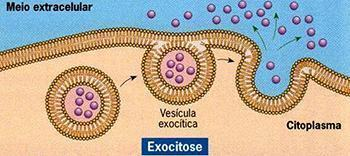 Meio extracelular
Vesícula
exocítica
Citoplasma
Exocitose